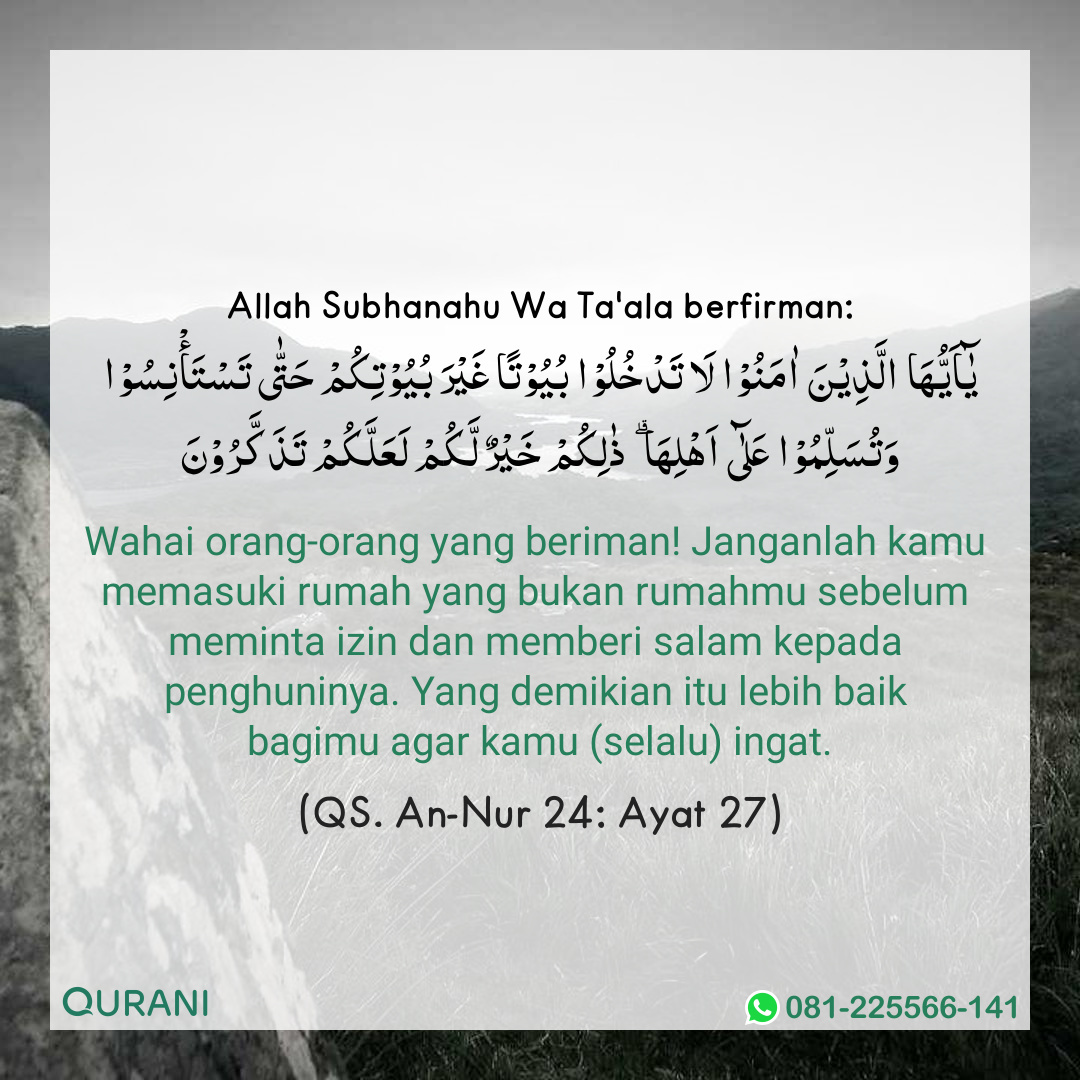 Allah Subhanahu Wa Ta'ala berfirman:
يٰٓاَيُّهَا الَّذِيْنَ اٰمَنُوْا لَا تَدْخُلُوْا بُيُوْتًا غَيْرَ بُيُوْتِكُمْ حَتّٰى تَسْتَأْنِسُوْا
وَتُسَلِّمُوْا عَلٰٓى اَهْلِهَاۗ ذٰلِكُمْ خَيْرٌ لَّكُمْ لَعَلَّكُمْ تَذَكَّرُوْنَ
Wahai orang-orang yang beriman! Janganlah kamu
memasuki rumah yang bukan rumahmu sebelum
meminta izin dan memberi salam kepada
penghuninya. Yang demikian itu lebih baik
bagimu agar kamu (selalu) ingat.
(QS. An-Nur 24: Ayat 27)
QURANI
081-225566-141